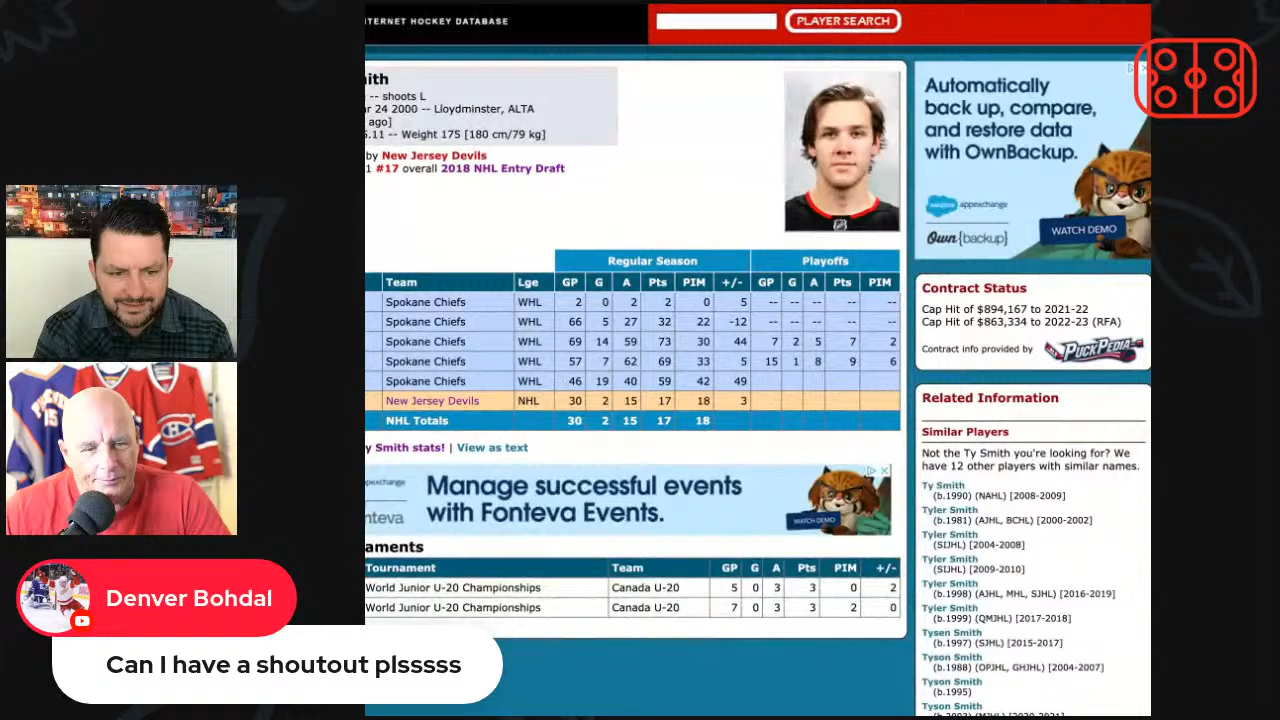 TERNET HOCKEY DATABASE
PLAYER SEARCH
ith
-- shoots L
r 24 2000 -- Lloydminster, ALTA
ago]
.11 -- Weight 175 [180 cm/79 kg]
by New Jersey Devils
1 #17 overall 2018 NHL Entry Draft
Regular Season Playoffs
Team Lge GP G A Pts PIM +/- GP G A Pts PIM
Spokane Chiefs WHL 2 0 2 2 0 5 -- -- -- -- --
Spokane Chiefs WHL 66 5 27 32 22 -12 -- -- -- -- --
Spokane Chiefs WHL 69 14 59 73 30 44 7 2 5 7 2
Spokane Chiefs WHL 57 7 62 69 33 5 15 1 8 9 6
Spokane Chiefs WHL 46 19 40 59 42 49
New Jersey Devils NHL 30 2 15 17 18 3
NHL Totals 30 2 15 17 18
y Smith stats! | View as text
appexchange
fonteva
Manage successful events
with Fonteva Events.
WATCH DEMO
aments
Tournament Team GP G A Pts PIM +/-
World Junior U-20 Championships Canada U-20 5 0 3 3 0 2
World Junior U-20 Championships Canada U-20 7 0 3 3 2 0
Automatically
back up, compare,
and restore data
with OwnBackup.
salesforce appexchange
Own{backup}
WATCH DEMO
Contract Status
Cap Hit of $894,167 to 2021-22
Cap Hit of $863,334 to 2022-23 (RFA)
Contract info provided by PUCKPEDIA
Related Information
Similar Players
Not the Ty Smith you're looking for? We
have 12 other players with similar names.
Ty Smith
(b.1990) (NAHL) [2008-2009]
Tyler Smith
(b.1981) (AJHL, BCHL) [2000-2002]
Tyler Smith
(SIJHL) [2004-2008]
Tyler Smith
(SIJHL) [2009-2010]
Tyler Smith
(b.1998) (AJHL, MHL, SJHL) [2016-2019]
Tyler Smith
(b.1999) (QMJHL) [2017-2018]
Tysen Smith
(b.1997) (SJHL) [2015-2017]
Tyson Smith
(b.1988) (OPJHL, GHJHL) [2004-2007]
Tyson Smith
(b.1995)
Tyson Smith
Denver Bohdal
Can I have a shoutout plsssss